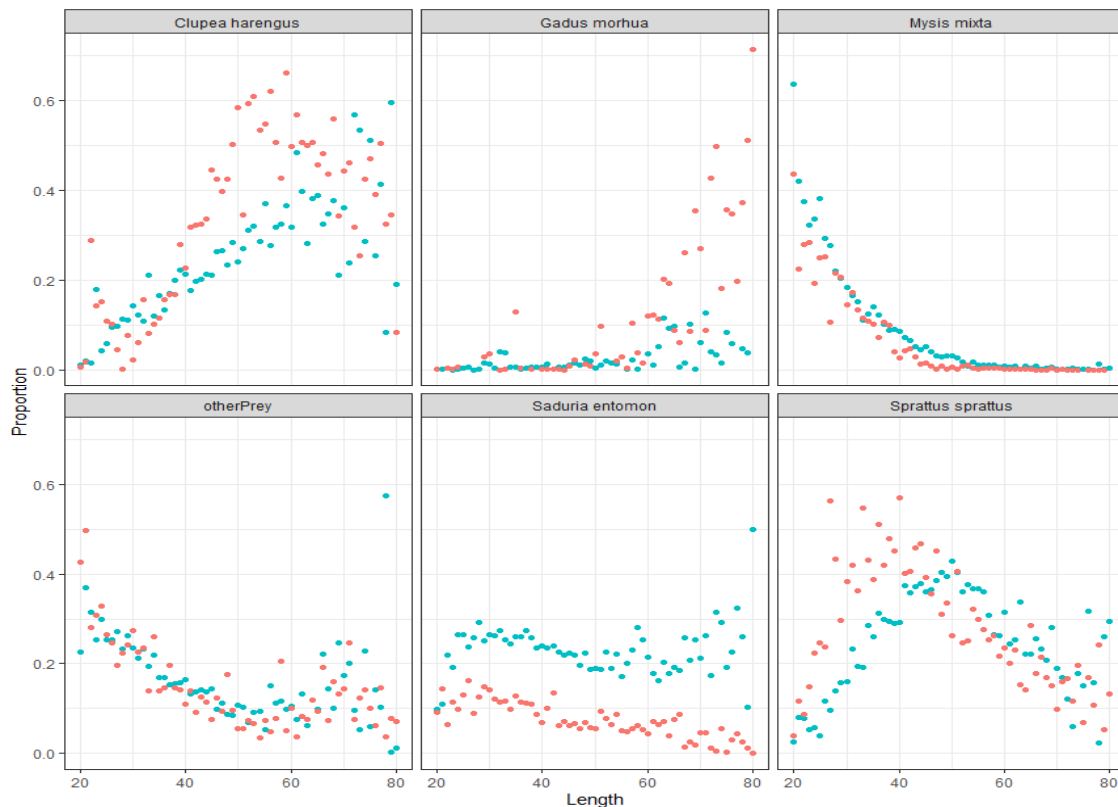 Clupea harengus
Gadus morhua
Mysis mixta
0.6
0.4
0.2
0.0
Proportion
otherPrey
Saduria entomon
Sprattus sprattus
0.6
0.4
0.2
0.0
20 40 60 80
20 40 60 80
20 40 60 80
Length